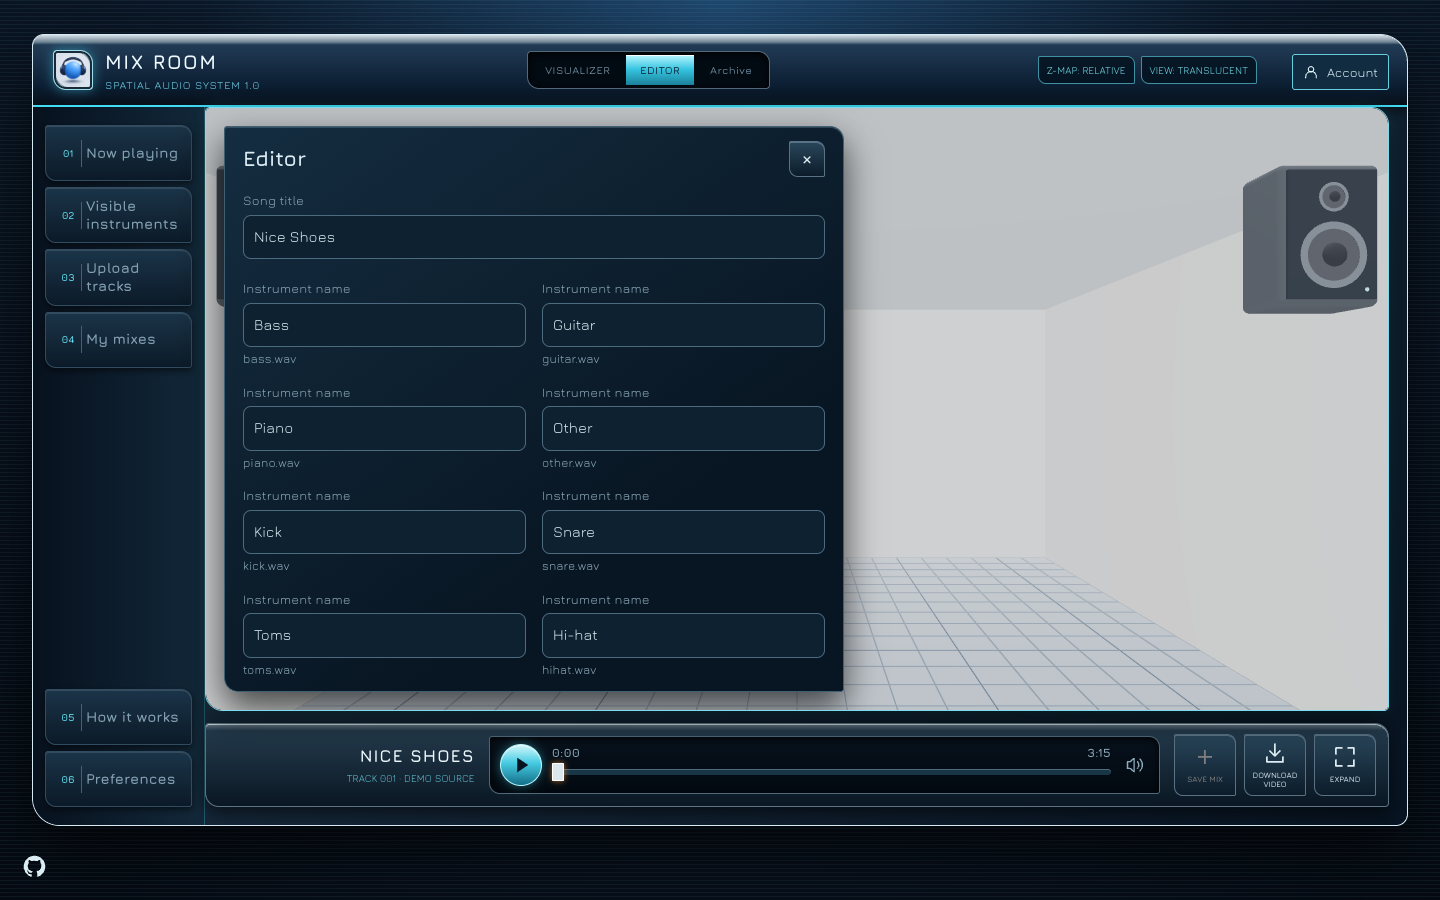 MIX ROOM
SPATIAL AUDIO SYSTEM 1.0
VISUALIZER
EDITOR
Archive
Z-MAP: RELATIVE
VIEW: TRANSLUCENT
Account
01 Now playing
02 Visible
instruments
03 Upload
tracks
04 My mixes
05 How it works
06 Preferences
Editor
×
Song title
Nice Shoes
Instrument name
Bass
bass.wav
Instrument name
Guitar
guitar.wav
Instrument name
Piano
piano.wav
Instrument name
Other
other.wav
Instrument name
Kick
kick.wav
Instrument name
Snare
snare.wav
Instrument name
Toms
toms.wav
Instrument name
Hi-hat
hihat.wav
NICE SHOES
TRACK 001 · DEMO SOURCE
0:00
3:15
SAVE MIX
DOWNLOAD
VIDEO
EXPAND